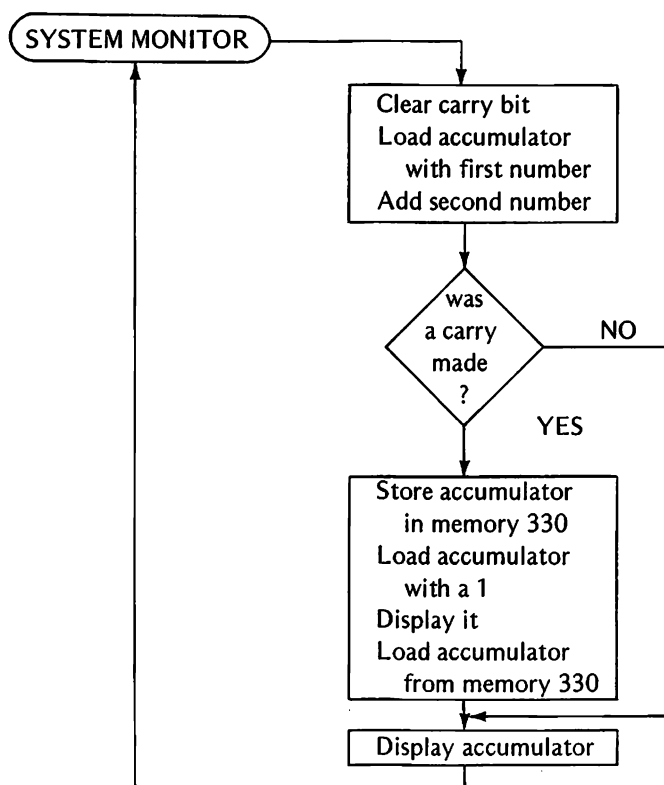 SYSTEM MONITOR
Clear carry bit
Load accumulator
with first number
Add second number
was
a carry
made
?
NO
YES
Store accumulator
in memory 330
Load accumulator
with a 1
Display it
Load accumulator
from memory 330
Display accumulator